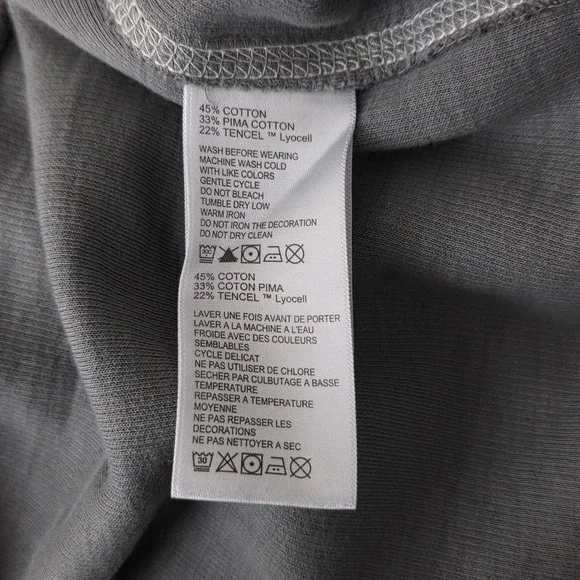 45% COTTON
33% PIMA COTTON
22% TENCEL ™ Lyocell
WASH BEFORE WEARING
MACHINE WASH COLD
WITH LIKE COLORS
GENTLE CYCLE
DO NOT BLEACH
TUMBLE DRY LOW
WARM IRON
DO NOT IRON THE DECORATION
DO NOT DRY CLEAN
30C
45% COTON
33% COTON PIMA
22% TENCEL ™ Lyocell
LAVER UNE FOIS AVANT DE PORTER
LAVER A LA MACHINE A L'EAU
FROIDE AVEC DES COULEURS
SEMBLABLES
CYCLE DELICAT
NE PAS UTILISER DE CHLORE
SECHER PAR CULBUTAGE A BASSE
TEMPERATURE
REPASSER A TEMPERATURE
MOYENNE
NE PAS REPASSER LES
DECORATIONS
NE PAS NETTOYER A SEC
30